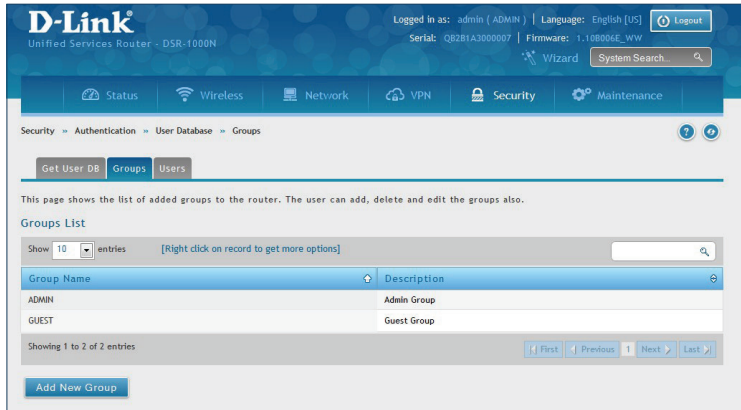 D-Link
Unified Services Router - DSR-1000N
Logged in as: admin ( ADMIN ) | Language: English [US] Logout
Serial: QB2B1A3000007 | Firmware: 1.10B006E_WW
Wizard System Search...
Status Wireless Network VPN Security Maintenance
Security » Authentication » User Database » Groups
Get User DB Groups Users
This page shows the list of added groups to the router. The user can add, delete and edit the groups also.
Groups List
Show 10 entries [Right click on record to get more options]
Group Name Description
ADMIN Admin Group
GUEST Guest Group
Showing 1 to 2 of 2 entries First Previous 1 Next Last
Add New Group